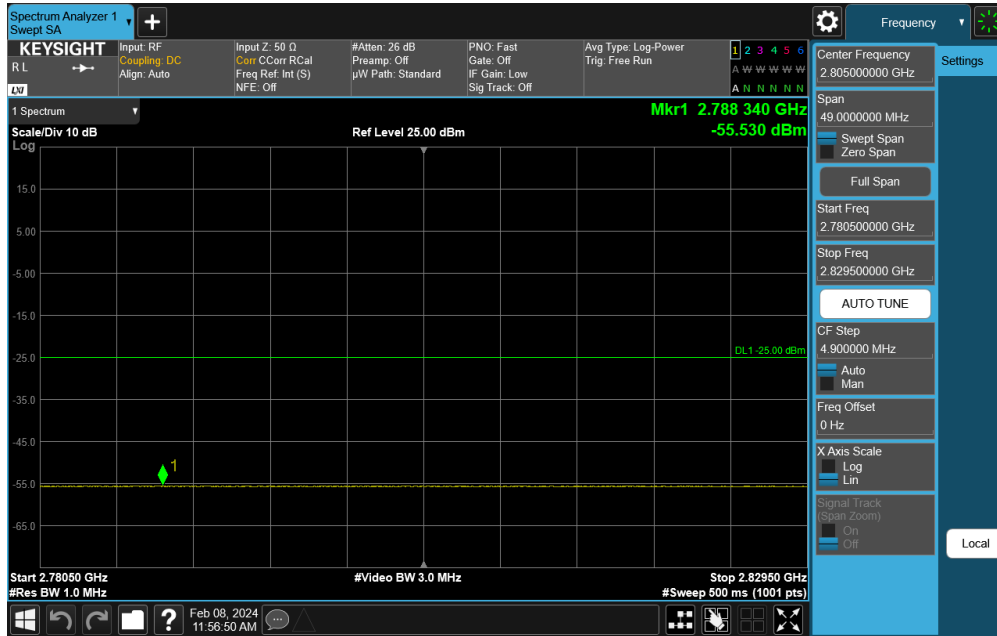 Spectrum Analyzer 1
Swept SA
Frequency
KEYSIGHT
R L
LXI
Input: RF
Coupling: DC
Align: Auto
Input Z: 50 Ω
Corr CCorr RCal
Freq Ref: Int (S)
NFE: Off
#Atten: 26 dB
Preamp: Off
µW Path: Standard
PNO: Fast
Gate: Off
IF Gain: Low
Sig Track: Off
Avg Type: Log-Power
Trig: Free Run
1 2 3 4 5 6
A W W W W W
A N N N N N
1 Spectrum
Scale/Div 10 dB
Log
Ref Level 25.00 dBm
Mkr1 2.788 340 GHz
-55.530 dBm
15.0
5.00
-5.00
-15.0
-25.0
-35.0
-45.0
-55.0
-65.0
DL1 -25.00 dBm
1
Start 2.78050 GHz
#Res BW 1.0 MHz
#Video BW 3.0 MHz
Stop 2.82950 GHz
#Sweep 500 ms (1001 pts)
Center Frequency
2.805000000 GHz
Span
49.0000000 MHz
Swept Span
Zero Span
Full Span
Start Freq
2.780500000 GHz
Stop Freq
2.829500000 GHz
AUTO TUNE
CF Step
4.900000 MHz
Auto
Man
Freq Offset
0 Hz
X Axis Scale
Log
Lin
Signal Track
(Span Zoom)
On
Off
Settings
Local
?
Feb 08, 2024
11:56:50 AM